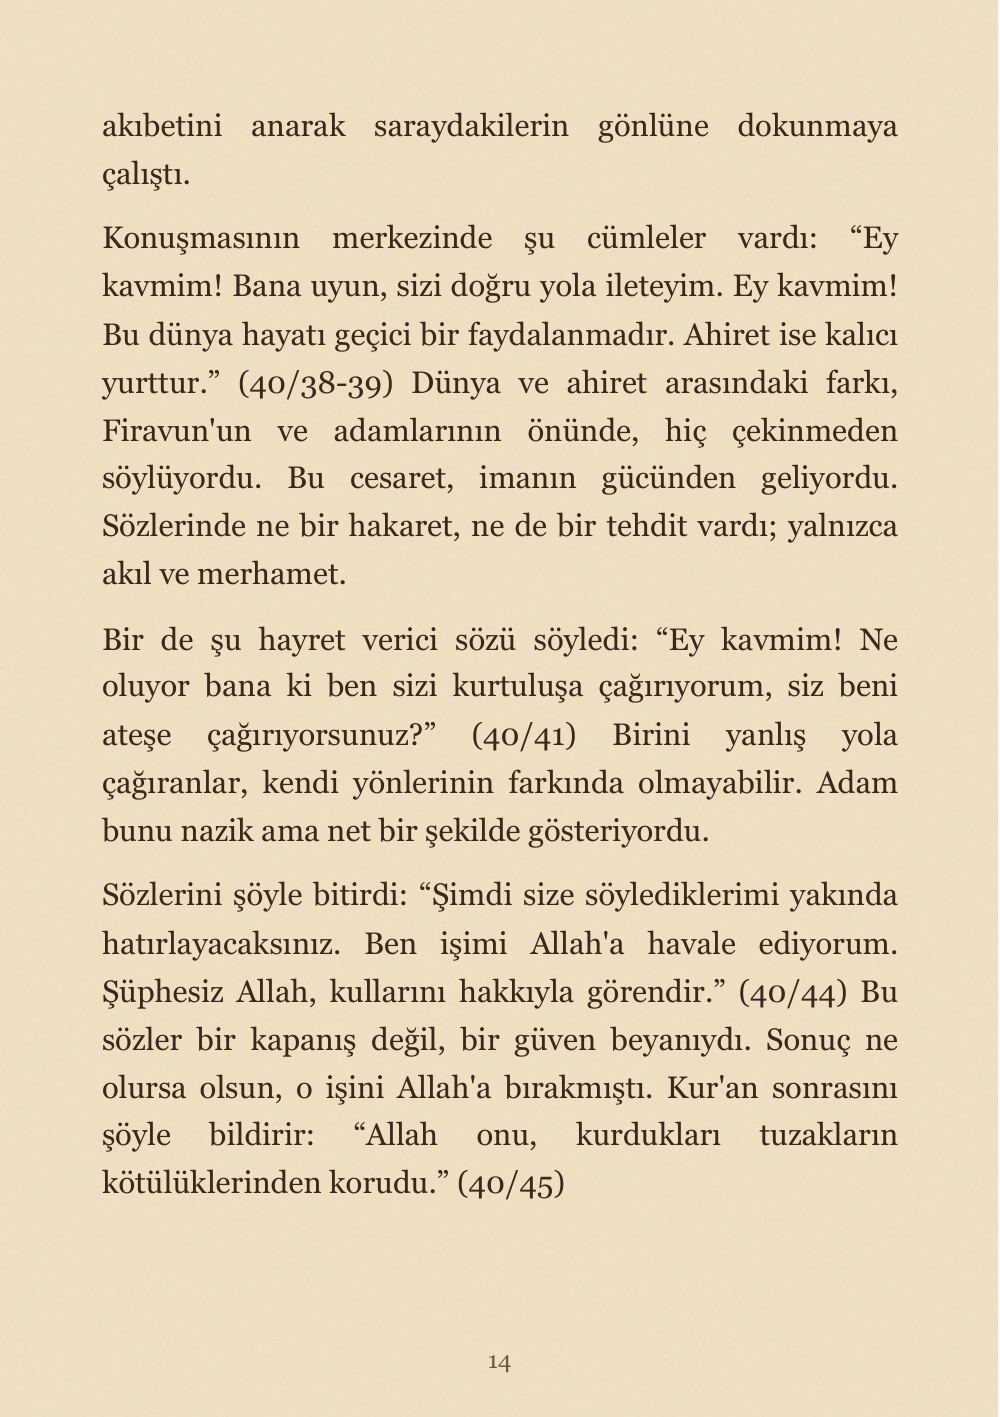 akıbetini anarak saraydakilerin gönlüne dokunmaya
çalıştı.
Konuşmasının merkezinde şu cümleler vardı: “Ey
kavmim! Bana uyun, sizi doğru yola ileteyim. Ey kavmim!
Bu dünya hayatı geçici bir faydalanmadır. Ahiret ise kalıcı
yurttur.” (40/38-39) Dünya ve ahiret arasındaki farkı,
Firavun'un ve adamlarının önünde, hiç çekinmeden
söylüyordu. Bu cesaret, imanın gücünden geliyordu.
Sözlerinde ne bir hakaret, ne de bir tehdit vardı; yalnızca
akıl ve merhamet.
Bir de şu hayret verici sözü söyledi: “Ey kavmim! Ne
oluyor bana ki ben sizi kurtuluşa çağırıyorum, siz beni
ateşe çağırıyorsunuz?” (40/41) Birini yanlış yola
çağıranlar, kendi yönlerinin farkında olmayabilir. Adam
bunu nazik ama net bir şekilde gösteriyordu.
Sözlerini şöyle bitirdi: “Şimdi size söylediklerimi yakında
hatırlayacaksınız. Ben işimi Allah'a havale ediyorum.
Şüphesiz Allah, kullarını hakkıyla görendir.” (40/44) Bu
sözler bir kapanış değil, bir güven beyanıydı. Sonuç ne
olursa olsun, o işini Allah'a bırakmıştı. Kur'an sonrasını
şöyle bildirir: “Allah onu, kurdukları tuzakların
kötülüklerinden korudu.” (40/45)
14